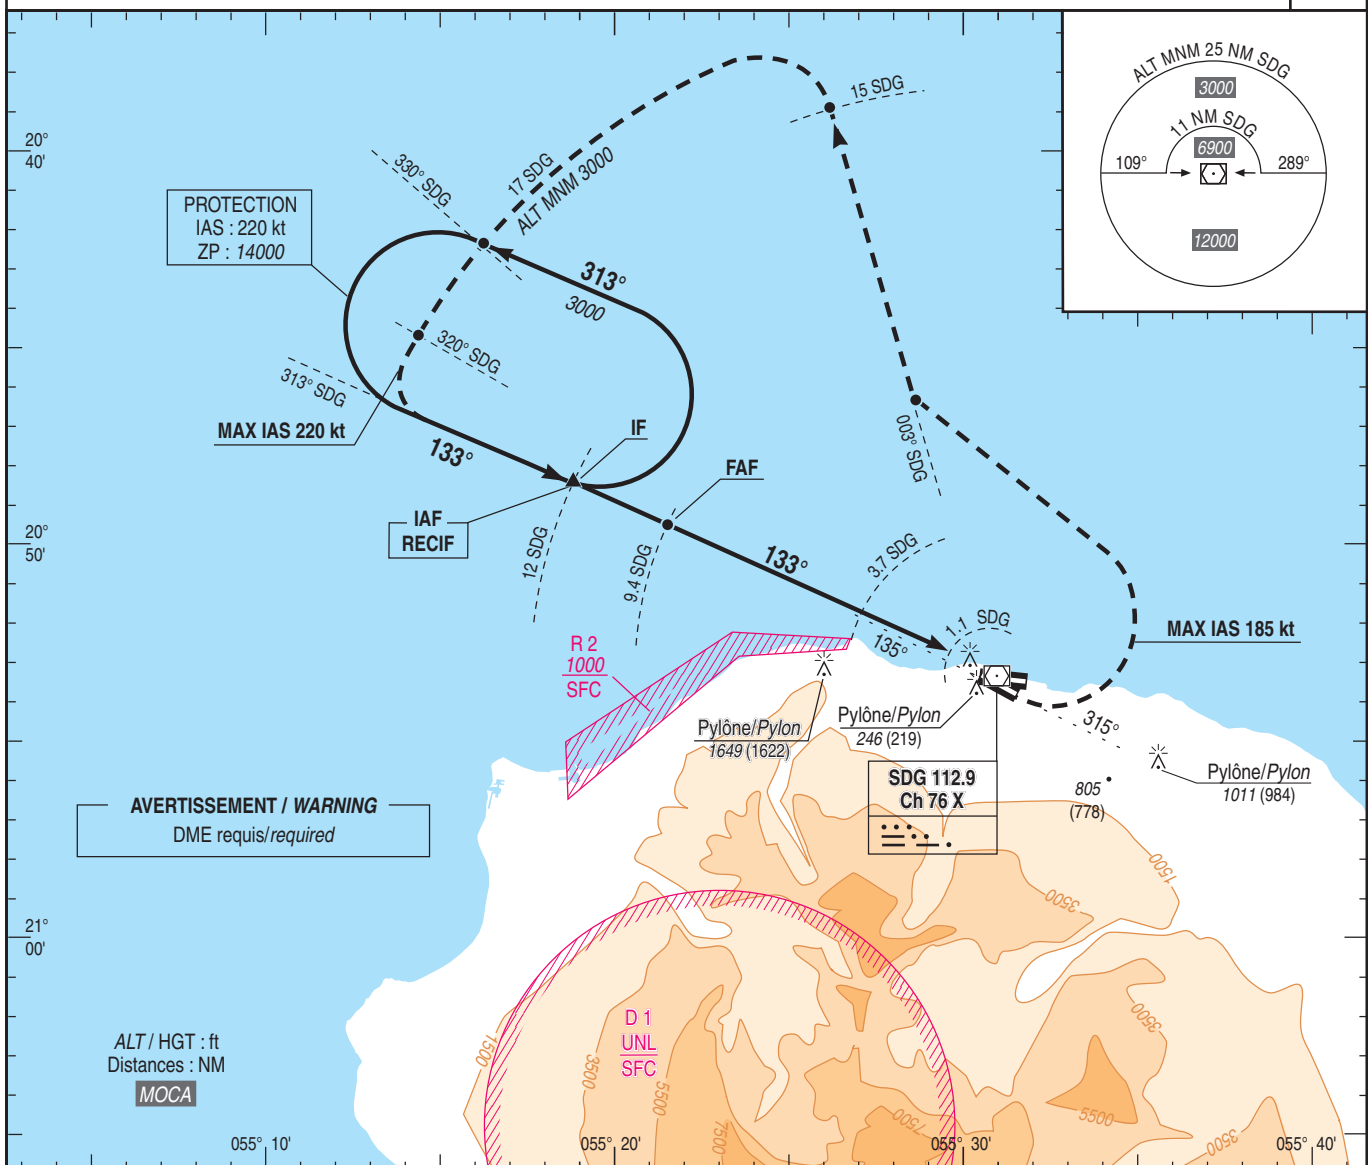 15 SDG
ALT MNM 25 NM SDG
3000
11 NM SDG
6900
109°
289°
12000
20°
40'
330° SDG
17 SDG
ALT MNM 3000
PROTECTION
IAS : 220 kt
ZP : 14000
313°
3000
320° SDG
313° SDG
MAX IAS 220 kt
133°
IF
FAF
003° SDG
IAF
RECIF
20°
50'
12 SDG
9.4 SDG
133°
3.7 SDG
1.1 SDG
135°
MAX IAS 185 kt
R 2
1000
SFC
Pylône/Pylon
1649 (1622)
Pylône/Pylon
246 (219)
315°
Pylône/Pylon
1011 (984)
805
(778)
SDG 112.9
Ch 76 X
AVERTISSEMENT / WARNING
DME requis/required
1500
3500
21°
00'
D 1
UNL
SFC
ALT / HGT : ft
Distances : NM
MOCA
1500
3500
5500
7500
7500
5500
3500
3500
055° 10'
055° 20'
055° 30'
055° 40'